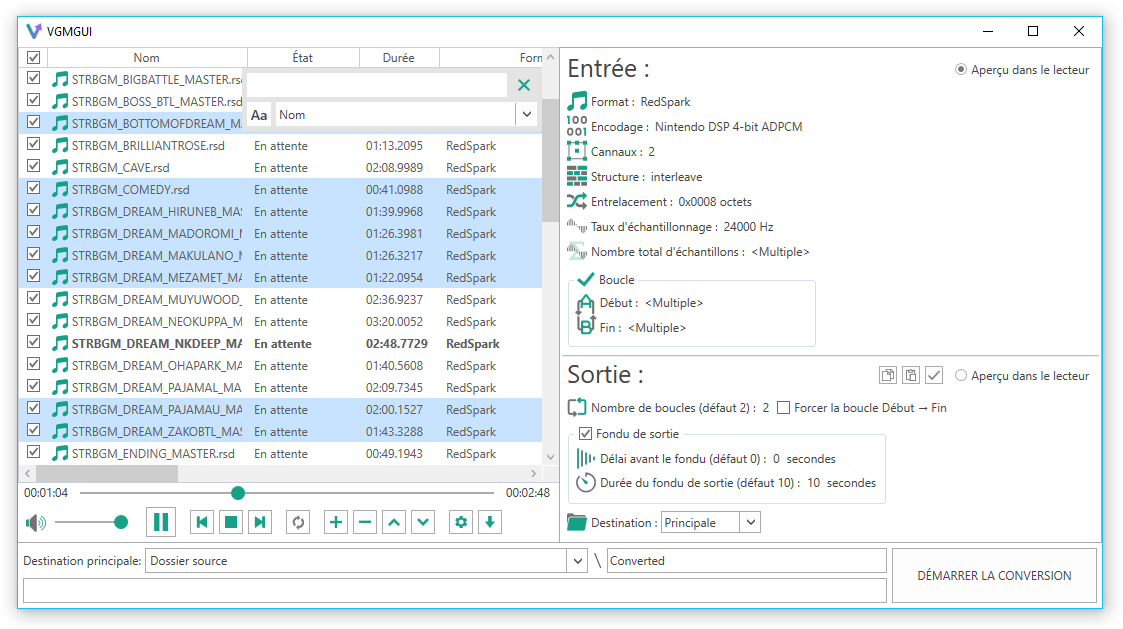 VGMGUI
Nom État Durée Form
STRBGM_BIGBATTLE_MASTER.rsd
STRBGM_BOSS_BTL_MASTER.rsd
STRBGM_BOTTOMOFDREAM_MA
Aa Nom
STRBGM_BRILLIANTROSE.rsd En attente 01:13.2095 RedSpark
STRBGM_CAVE.rsd En attente 02:08.9989 RedSpark
STRBGM_COMEDY.rsd En attente 00:41.0988 RedSpark
STRBGM_DREAM_HIRUNEB_MAS En attente 01:39.9968 RedSpark
STRBGM_DREAM_MADOROMI_M En attente 01:26.3981 RedSpark
STRBGM_DREAM_MAKULANO_M En attente 01:26.3217 RedSpark
STRBGM_DREAM_MEZAMET_MA En attente 01:22.0954 RedSpark
STRBGM_DREAM_MUYUWOOD_ En attente 02:36.9237 RedSpark
STRBGM_DREAM_NEOKUPPA_M En attente 03:20.0052 RedSpark
STRBGM_DREAM_NKDEEP_MA En attente 02:48.7729 RedSpark
STRBGM_DREAM_OHAPARK_MA En attente 01:40.5608 RedSpark
STRBGM_DREAM_PAJAMAL_MA En attente 02:09.7345 RedSpark
STRBGM_DREAM_PAJAMAU_MA En attente 02:00.1527 RedSpark
STRBGM_DREAM_ZAKOBTL_MAS En attente 01:43.3288 RedSpark
STRBGM_ENDING_MASTER.rsd En attente 00:49.1943 RedSpark
00:01:04 00:02:48
Entrée : Aperçu dans le lecteur
Format : RedSpark
100
001 Encodage : Nintendo DSP 4-bit ADPCM
Cannaux : 2
Structure : interleave
Entrelacement : 0x0008 octets
Taux d'échantillonnage : 24000 Hz
Nombre total d'échantillons : <Multiple>
Boucle
A Début : <Multiple>
B Fin : <Multiple>
Sortie : Aperçu dans le lecteur
Nombre de boucles (défaut 2) : 2 Forcer la boucle Début → Fin
Fondu de sortie
Délai avant le fondu (défaut 0) : 0 secondes
Durée du fondu de sortie (défaut 10) : 10 secondes
Destination : Principale
Destination principale: Dossier source \ Converted
DÉMARRER LA CONVERSION